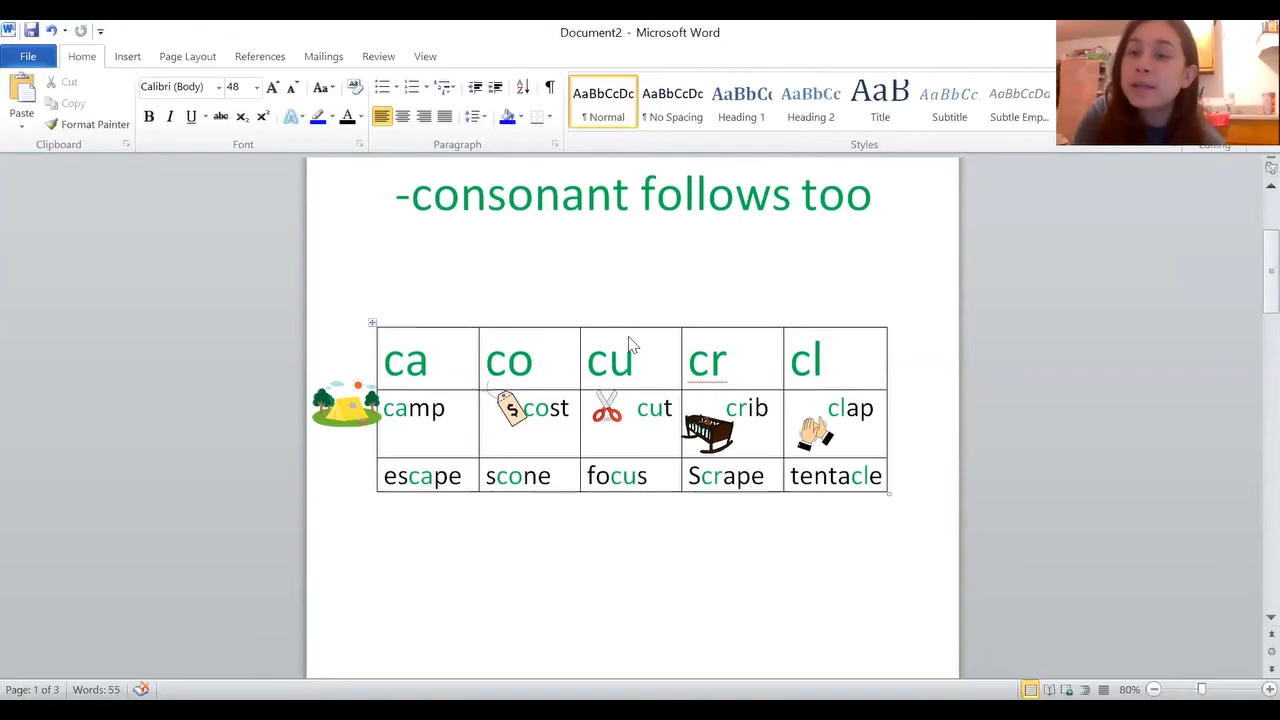 Document2 - Microsoft Word
File Home Insert Page Layout References Mailings Review View
Paste
Cut
Copy
Format Painter
Clipboard
Calibri (Body) 48
Font
Paragraph
AaBbCcDc AaBbCcDc AaBbC AaBbCc AaB AaBbCc. AaBbCcDa
¶ Normal ¶ No Spacing Heading 1 Heading 2 Title Subtitle Subtle Emp...
Styles
Editing
-consonant follows too
ca co cu cr cl
camp $ cost cut crib clap
escape scone focus Scrape tentacle
Page: 1 of 3 Words: 55 80%